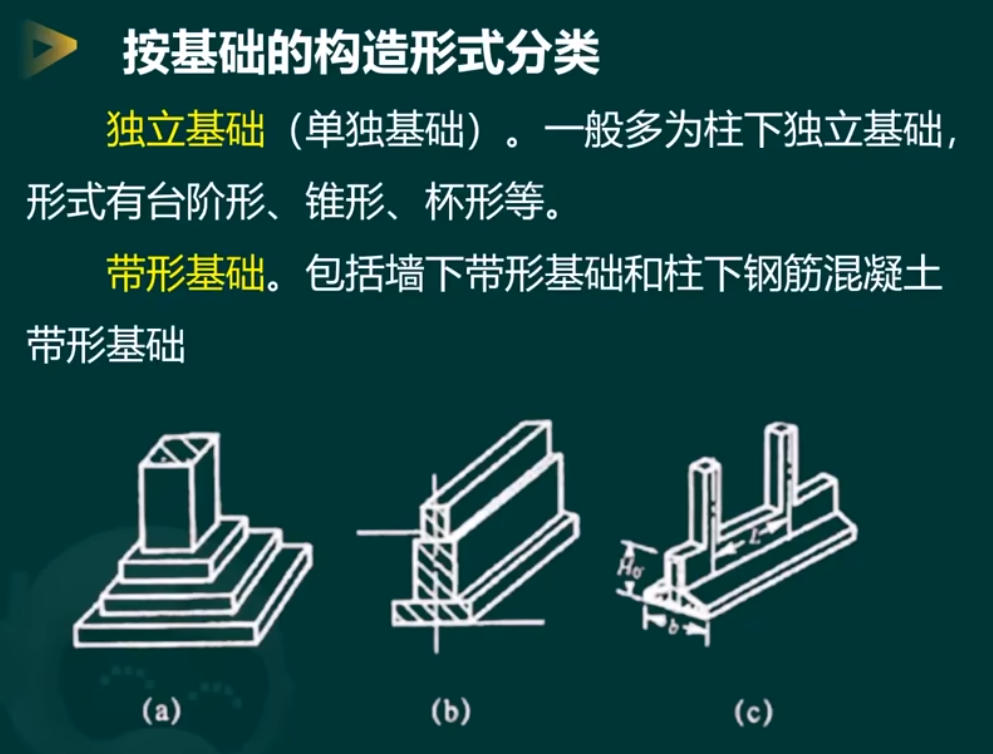 按基础的构造形式分类
独立基础（单独基础）。一般多为柱下独立基础，
形式有台阶形、锥形、杯形等。
带形基础。包括墙下带形基础和柱下钢筋混凝土
带形基础
L
H₀
b
(a) (b) (c)